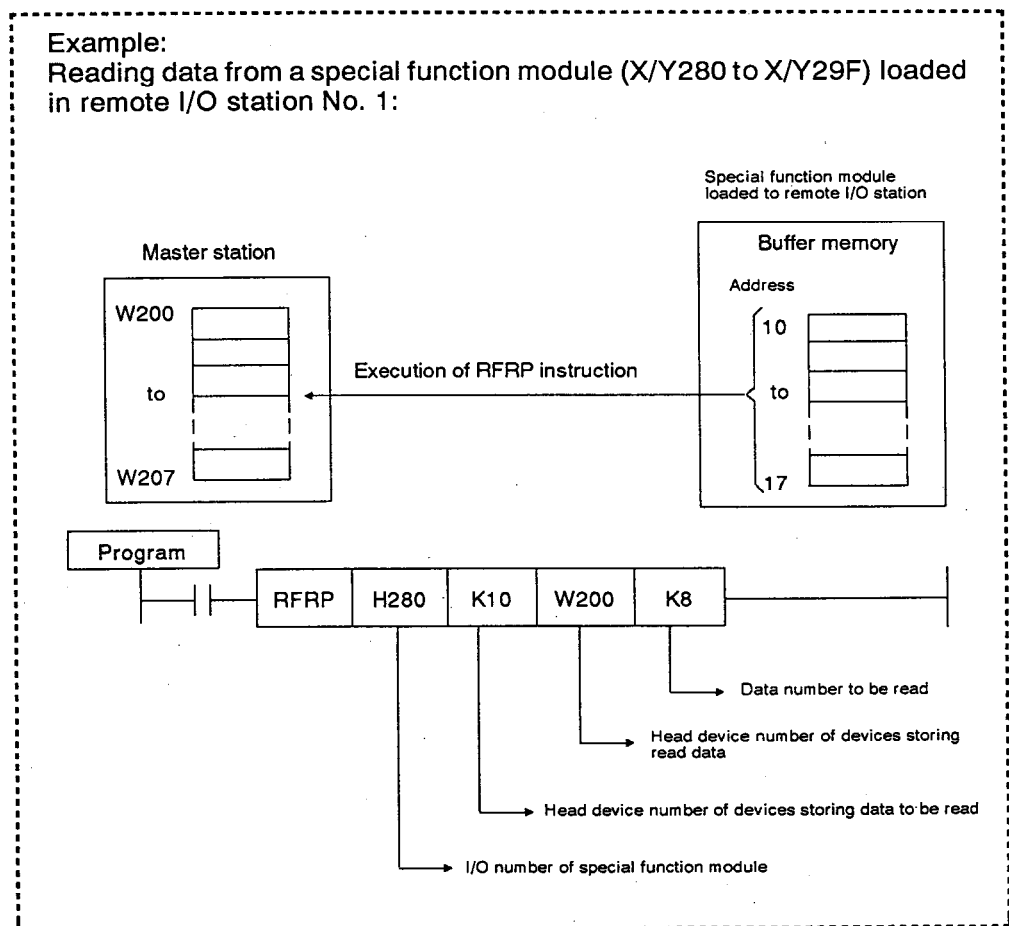 Example:
Reading data from a special function module (X/Y280 to X/Y29F) loaded
in remote I/O station No. 1:
Special function module
loaded to remote I/O station
Master station
Buffer memory
Address
W200
10
Execution of RFRP instruction
to
to
W207
17
Program
RFRP H280 K10 W200 K8
Data number to be read
Head device number of devices storing
read data
Head device number of devices storing data to be read
I/O number of special function module